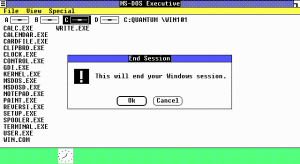 MS-DOS Executive
File View Special
A B C D C:QUANTUM \WIN101
CALC.EXE WRITE.EXE
CALENDAR.EXE
CARDFILE.EXE
CLIPBRD.EXE
CLOCK.EXE
CONTROL.EXE
GDI.EXE
KERNEL.EXE
MSDOS.EXE
MSDOSD.EXE
NOTEPAD.EXE
PAINT.EXE
REVERSI.EXE
SETUP.EXE
SPOOLER.EXE
TERMINAL.EXE
USER.EXE
WIN.COM
End Session
This will end your Windows session.
Ok Cancel